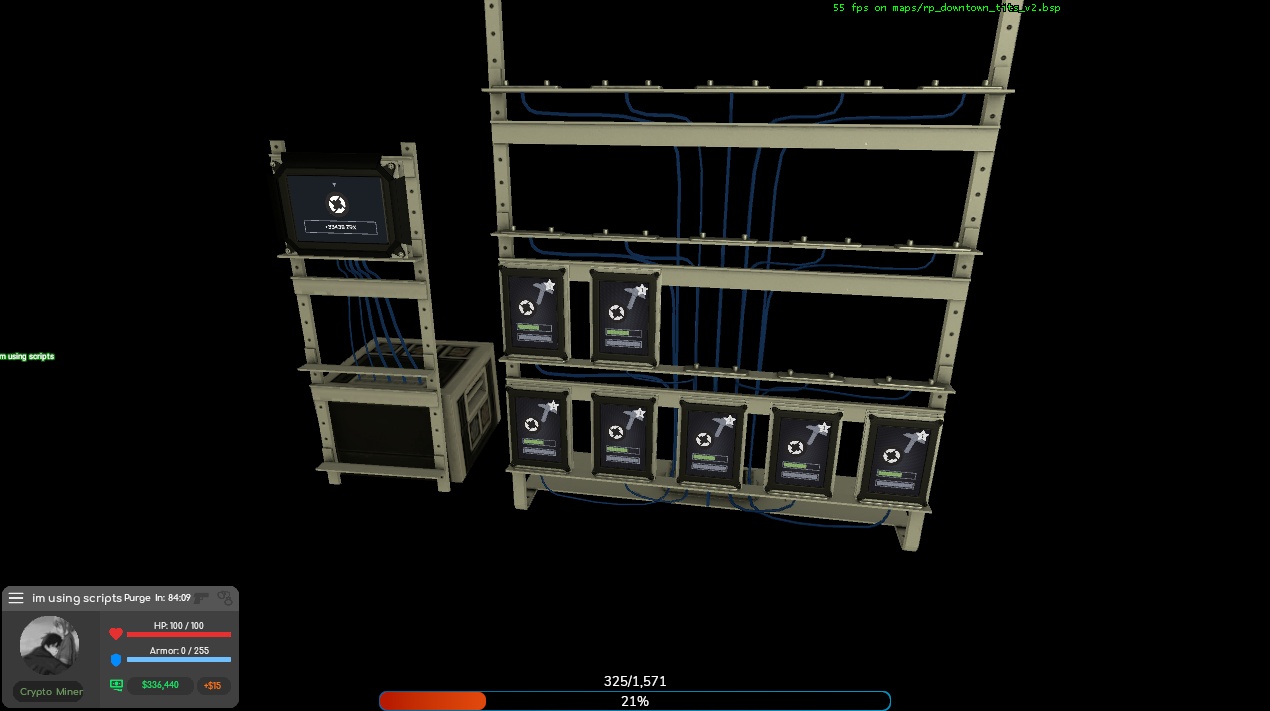 55 fps on maps/rp_downtown_tits_v2.bsp
m using scripts
im using scripts Purge In: 84:09
HP: 100 / 100
Armor: 0 / 255
$336,440 +$15
Crypto Miner
325/1,571
21%